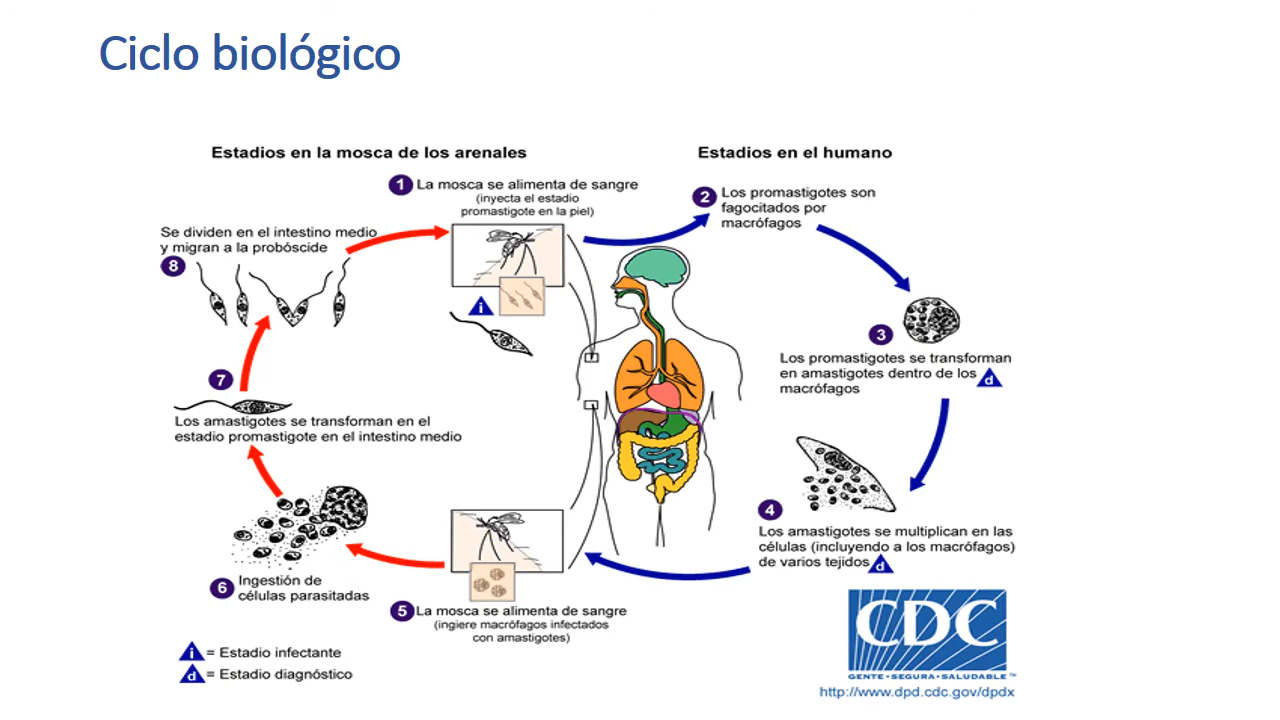 Ciclo biológico
Estadios en la mosca de los arenales
Estadios en el humano
1 La mosca se alimenta de sangre
(inyecta el estadio
promastigote en la piel)
2 Los promastigotes son
fagocitados por
macrófagos
3
Los promastigotes se transforman
en amastigotes dentro de los
macrófagos
d
4
Los amastigotes se multiplican en las
células (incluyendo a los macrófagos)
de varios tejidos
d
5 La mosca se alimenta de sangre
(ingiere macrófagos infectados
con amastigotes)
6 Ingestión de
células parasitadas
7
Los amastigotes se transforman en el
estadio promastigote en el intestino medio
Se dividen en el intestino medio
y migran a la probóscide
8
i
i = Estadio infectante
d = Estadio diagnóstico
CDC
GENTE·SEGURA·SALUDABLE™
http://www.dpd.cdc.gov/dpdx